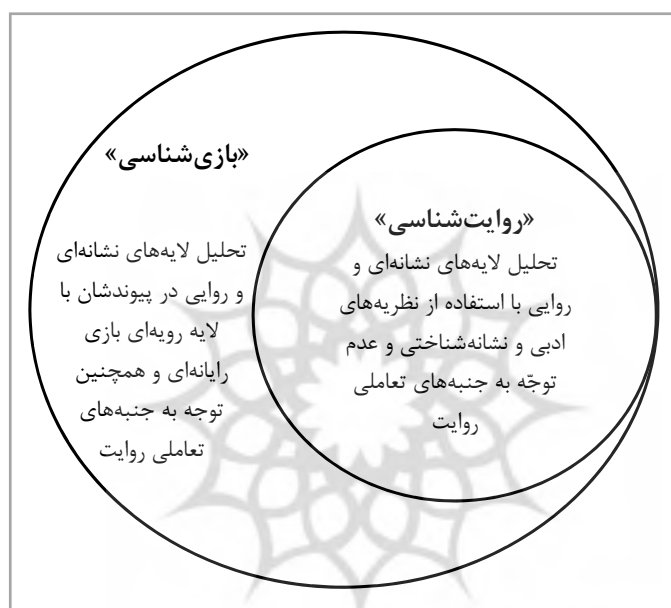 «بازی‌شناسی»
تحلیل لایه‌های نشانه‌ای
و روایی در پیوندشان با
لایه رویه‌ای بازی
رایانه‌ای و همچنین
توجه به جنبه‌های
تعاملی روایت
«روایت‌شناسی»
تحلیل لایه‌های نشانه‌ای و
روایی با استفاده از نظریه‌های
ادبی و نشانه‌شناختی و عدم
توجّه به جنبه‌های تعاملی
روایت